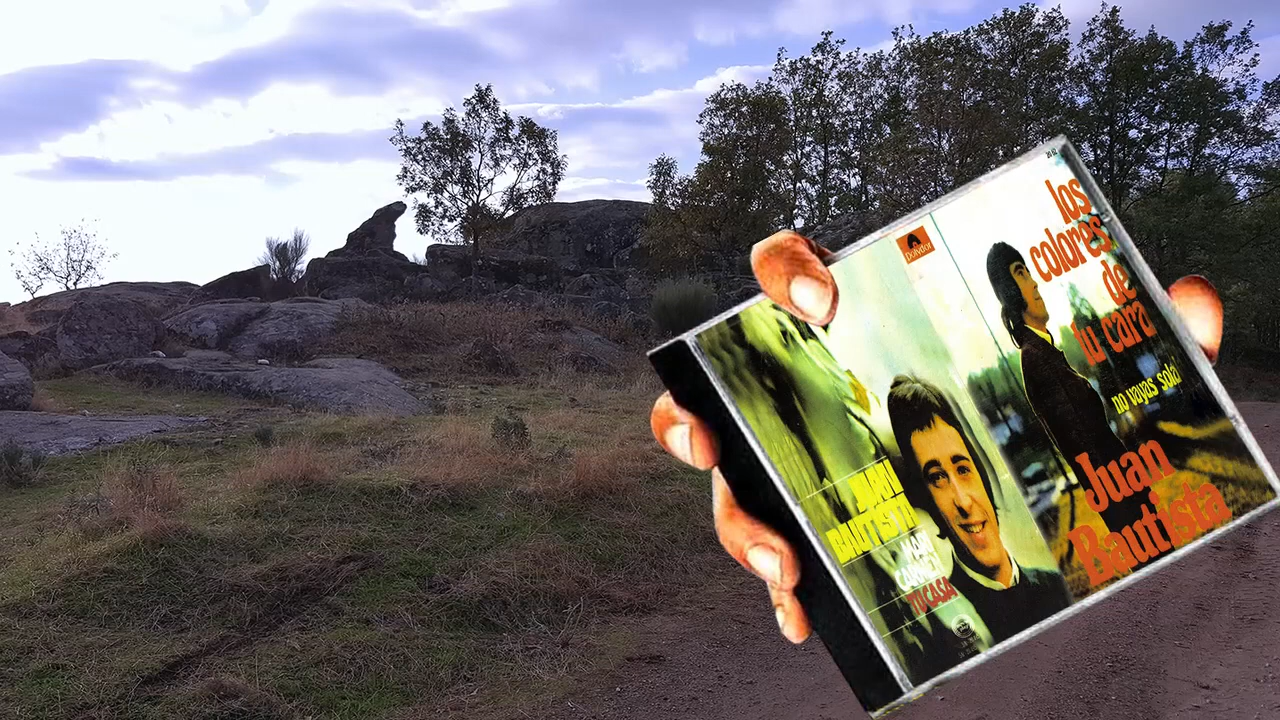 Polydor
JUAN
BAUTISTA
MARI
CARMEN
TU CASA
los
colores
de
tu cara
no vayas sola
Juan
Bautista